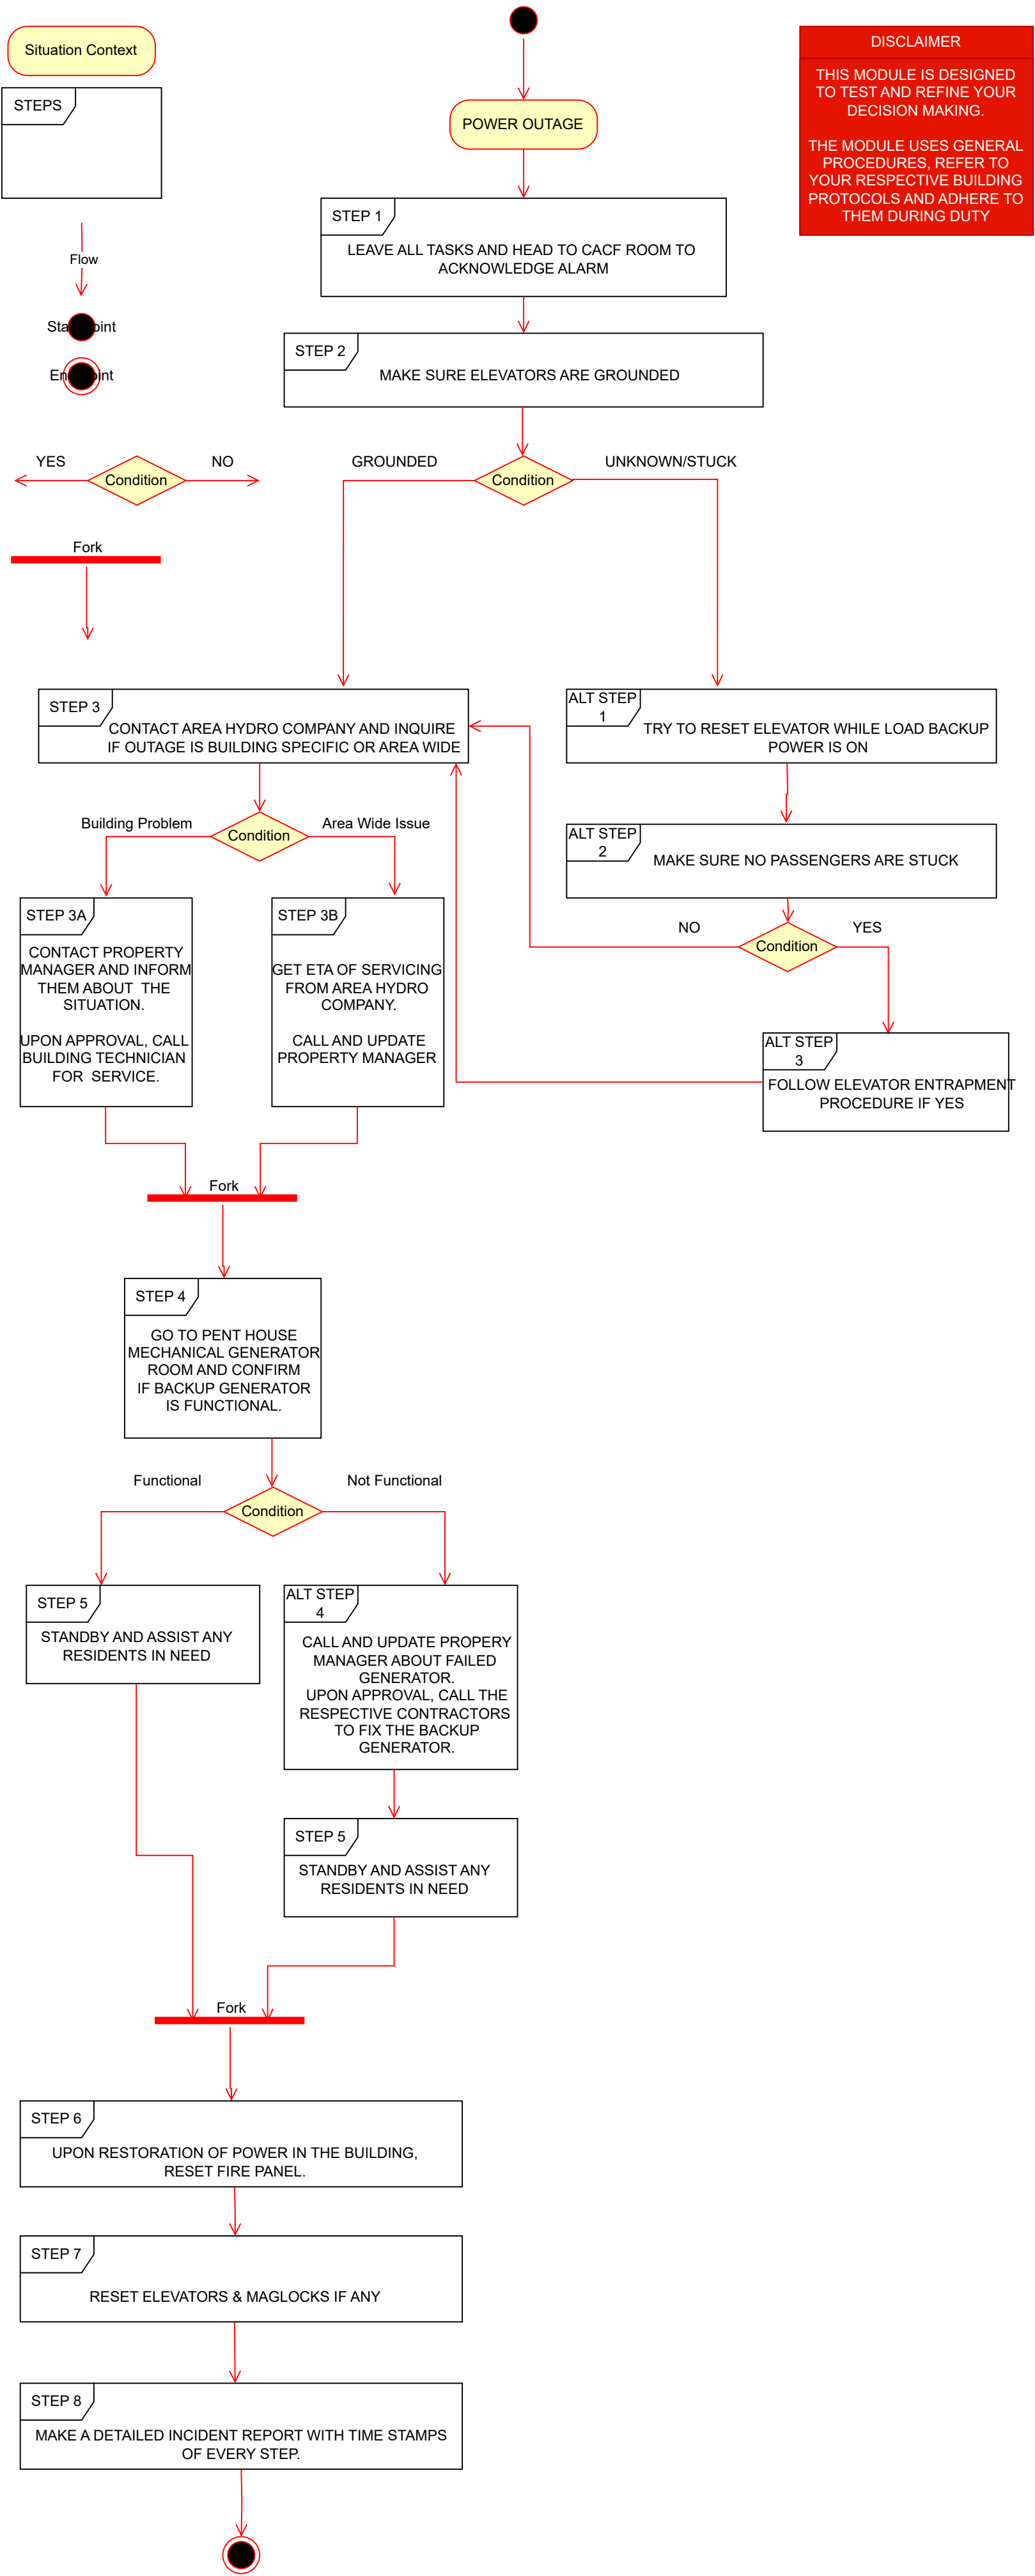 Situation Context
STEPS
Flow
Start Point
End Point
YES
NO
Condition
Fork
DISCLAIMER
THIS MODULE IS DESIGNED
TO TEST AND REFINE YOUR
DECISION MAKING.
THE MODULE USES GENERAL
PROCEDURES, REFER TO
YOUR RESPECTIVE BUILDING
PROTOCOLS AND ADHERE TO
THEM DURING DUTY
POWER OUTAGE
STEP 1
LEAVE ALL TASKS AND HEAD TO CACF ROOM TO
ACKNOWLEDGE ALARM
STEP 2
MAKE SURE ELEVATORS ARE GROUNDED
GROUNDED
UNKNOWN/STUCK
Condition
STEP 3
CONTACT AREA HYDRO COMPANY AND INQUIRE
IF OUTAGE IS BUILDING SPECIFIC OR AREA WIDE
ALT STEP
1
TRY TO RESET ELEVATOR WHILE LOAD BACKUP
POWER IS ON
Building Problem
Area Wide Issue
Condition
ALT STEP
2
MAKE SURE NO PASSENGERS ARE STUCK
NO
YES
Condition
STEP 3A
CONTACT PROPERTY
MANAGER AND INFORM
THEM ABOUT THE
SITUATION.
UPON APPROVAL, CALL
BUILDING TECHNICIAN
FOR SERVICE.
STEP 3B
GET ETA OF SERVICING
FROM AREA HYDRO
COMPANY.
CALL AND UPDATE
PROPERTY MANAGER
ALT STEP
3
FOLLOW ELEVATOR ENTRAPMENT
PROCEDURE IF YES
Fork
STEP 4
GO TO PENT HOUSE
MECHANICAL GENERATOR
ROOM AND CONFIRM
IF BACKUP GENERATOR
IS FUNCTIONAL.
Functional
Not Functional
Condition
STEP 5
STANDBY AND ASSIST ANY
RESIDENTS IN NEED
ALT STEP
4
CALL AND UPDATE PROPERY
MANAGER ABOUT FAILED
GENERATOR.
UPON APPROVAL, CALL THE
RESPECTIVE CONTRACTORS
TO FIX THE BACKUP
GENERATOR.
STEP 5
STANDBY AND ASSIST ANY
RESIDENTS IN NEED
Fork
STEP 6
UPON RESTORATION OF POWER IN THE BUILDING,
RESET FIRE PANEL.
STEP 7
RESET ELEVATORS & MAGLOCKS IF ANY
STEP 8
MAKE A DETAILED INCIDENT REPORT WITH TIME STAMPS
OF EVERY STEP.